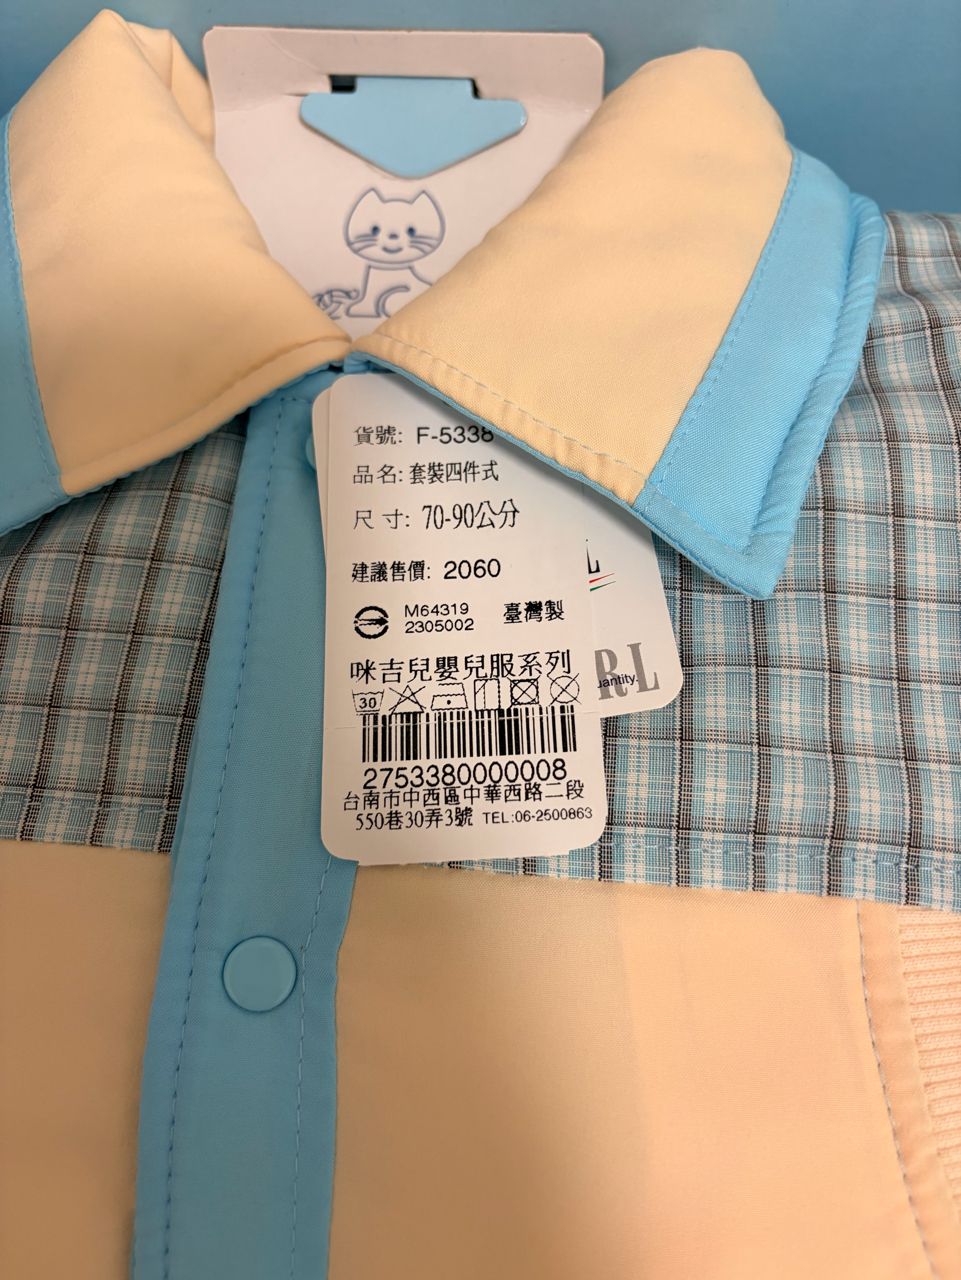 貨號: F-5338
品名: 套裝四件式
尺 寸: 70-90公分
建議售價: 2060
M64319
2305002
臺灣製
咪吉兒嬰兒服系列
30
2753380000008
台南市中西區中華西路二段
550巷30弄3號 TEL:06-2500863
L
RL
uantity.